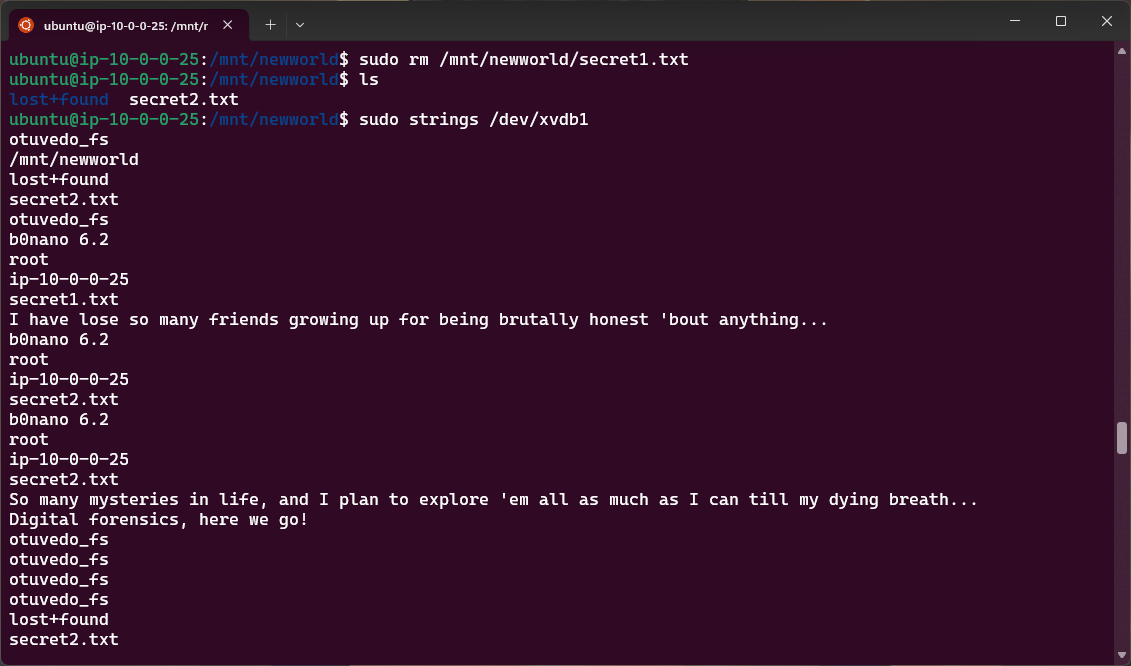 ubuntu@ip-10-0-0-25: /mnt/r
ubuntu@ip-10-0-0-25:/mnt/newworld$ sudo rm /mnt/newworld/secret1.txt
ubuntu@ip-10-0-0-25:/mnt/newworld$ ls
lost+found  secret2.txt
ubuntu@ip-10-0-0-25:/mnt/newworld$ sudo strings /dev/xvdb1
otuvedo_fs
/mnt/newworld
lost+found
secret2.txt
otuvedo_fs
b0nano 6.2
root
ip-10-0-0-25
secret1.txt
I have lose so many friends growing up for being brutally honest 'bout anything...
b0nano 6.2
root
ip-10-0-0-25
secret2.txt
b0nano 6.2
root
ip-10-0-0-25
secret2.txt
So many mysteries in life, and I plan to explore 'em all as much as I can till my dying breath...
Digital forensics, here we go!
otuvedo_fs
otuvedo_fs
otuvedo_fs
otuvedo_fs
lost+found
secret2.txt